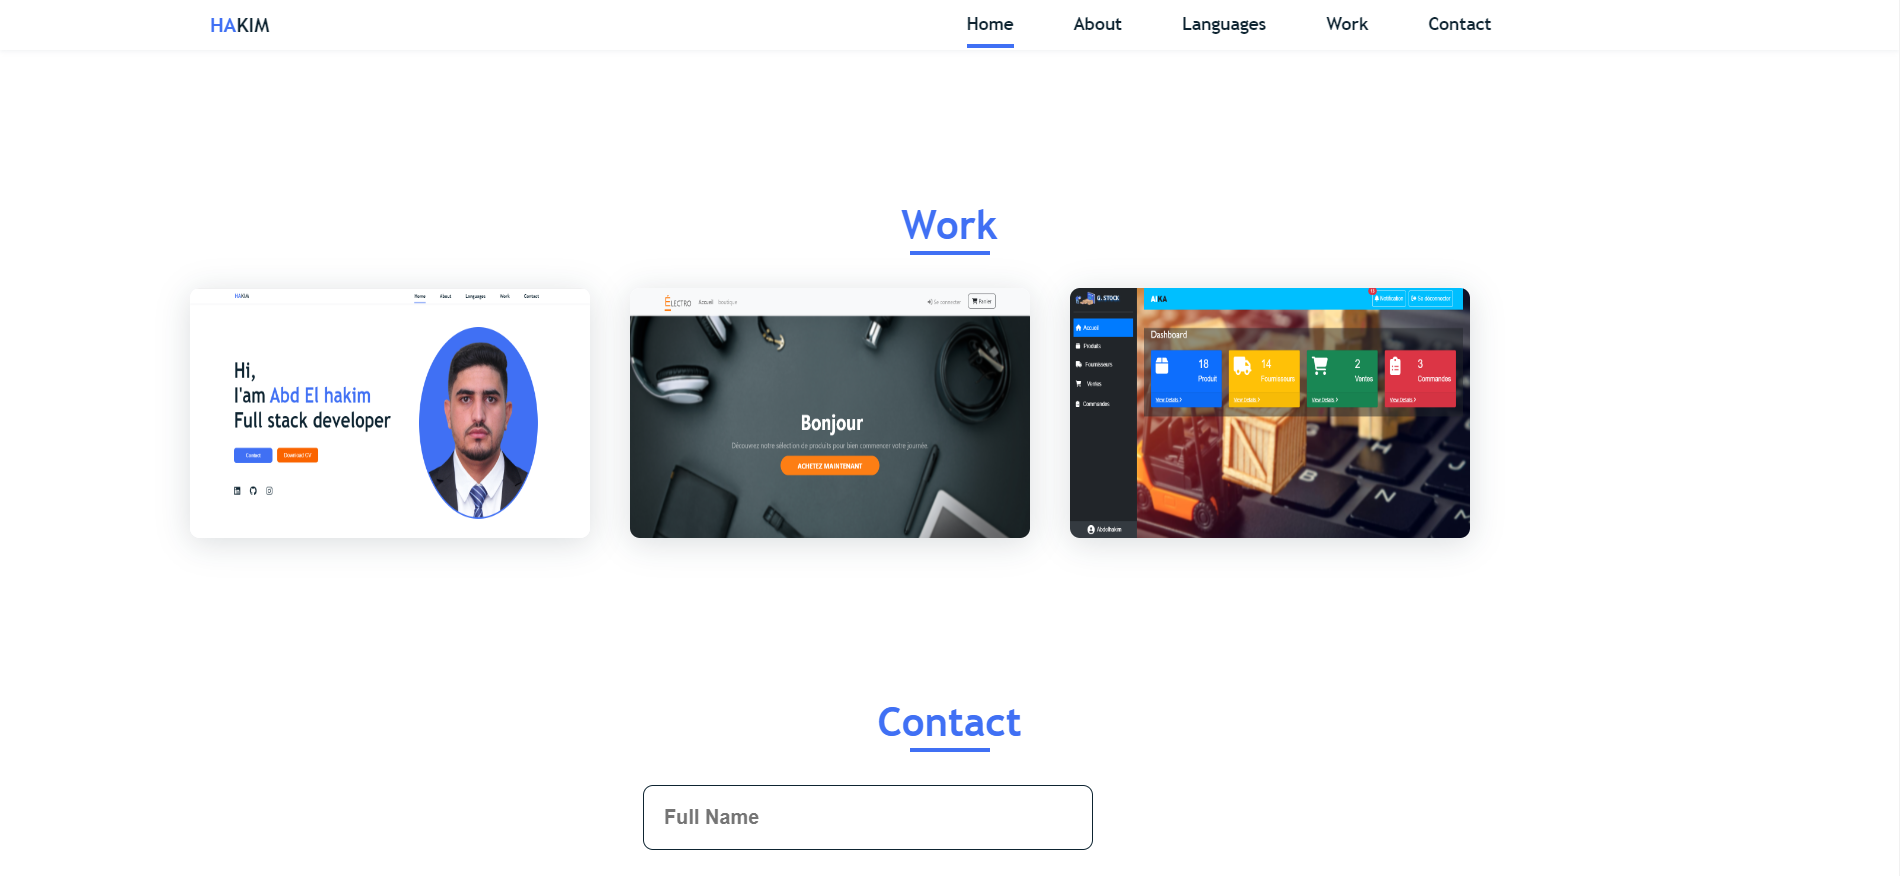 HAKIM
Home About Languages Work Contact
Work
HAKIM
Home About Languages Work Contact
Hi,
I'am Abd El hakim
Full stack developer
Contact Download CV
ÉLECTRO Accueil boutique Se connecter Panier
Bonjour
Découvrez notre sélection de produits pour bien commencer votre journée.
ACHETEZ MAINTENANT
G. STOCK
AIKA
Notification Se déconnecter
Accueil
Produits
Fournisseurs
Ventes
Commandes
Abdelhakim
Dashboard
18
Produit
View Details
14
Fournisseurs
View Details
2
Ventes
View Details
3
Commandes
View Details
Contact
Full Name